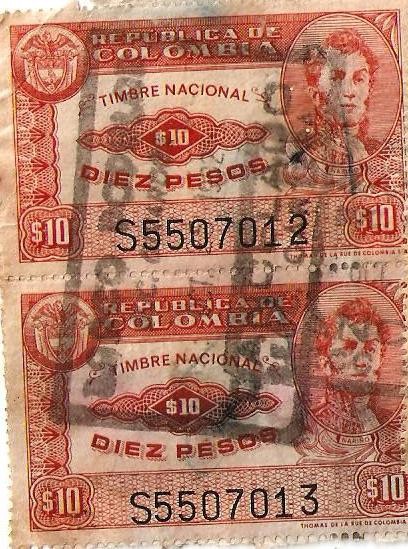 REPUBLICA DE
COLOMBIA
TIMBRE NACIONAL
$10
DIEZ PESOS
NARIÑO
$10 S5507012 $10
THOMAS DE LA RUE DE COLOMBIA S.A.
REPUBLICA DE
COLOMBIA
TIMBRE NACIONAL
$10
DIEZ PESOS
NARIÑO
$10 S5507013 $10
THOMAS DE LA RUE DE COLOMBIA